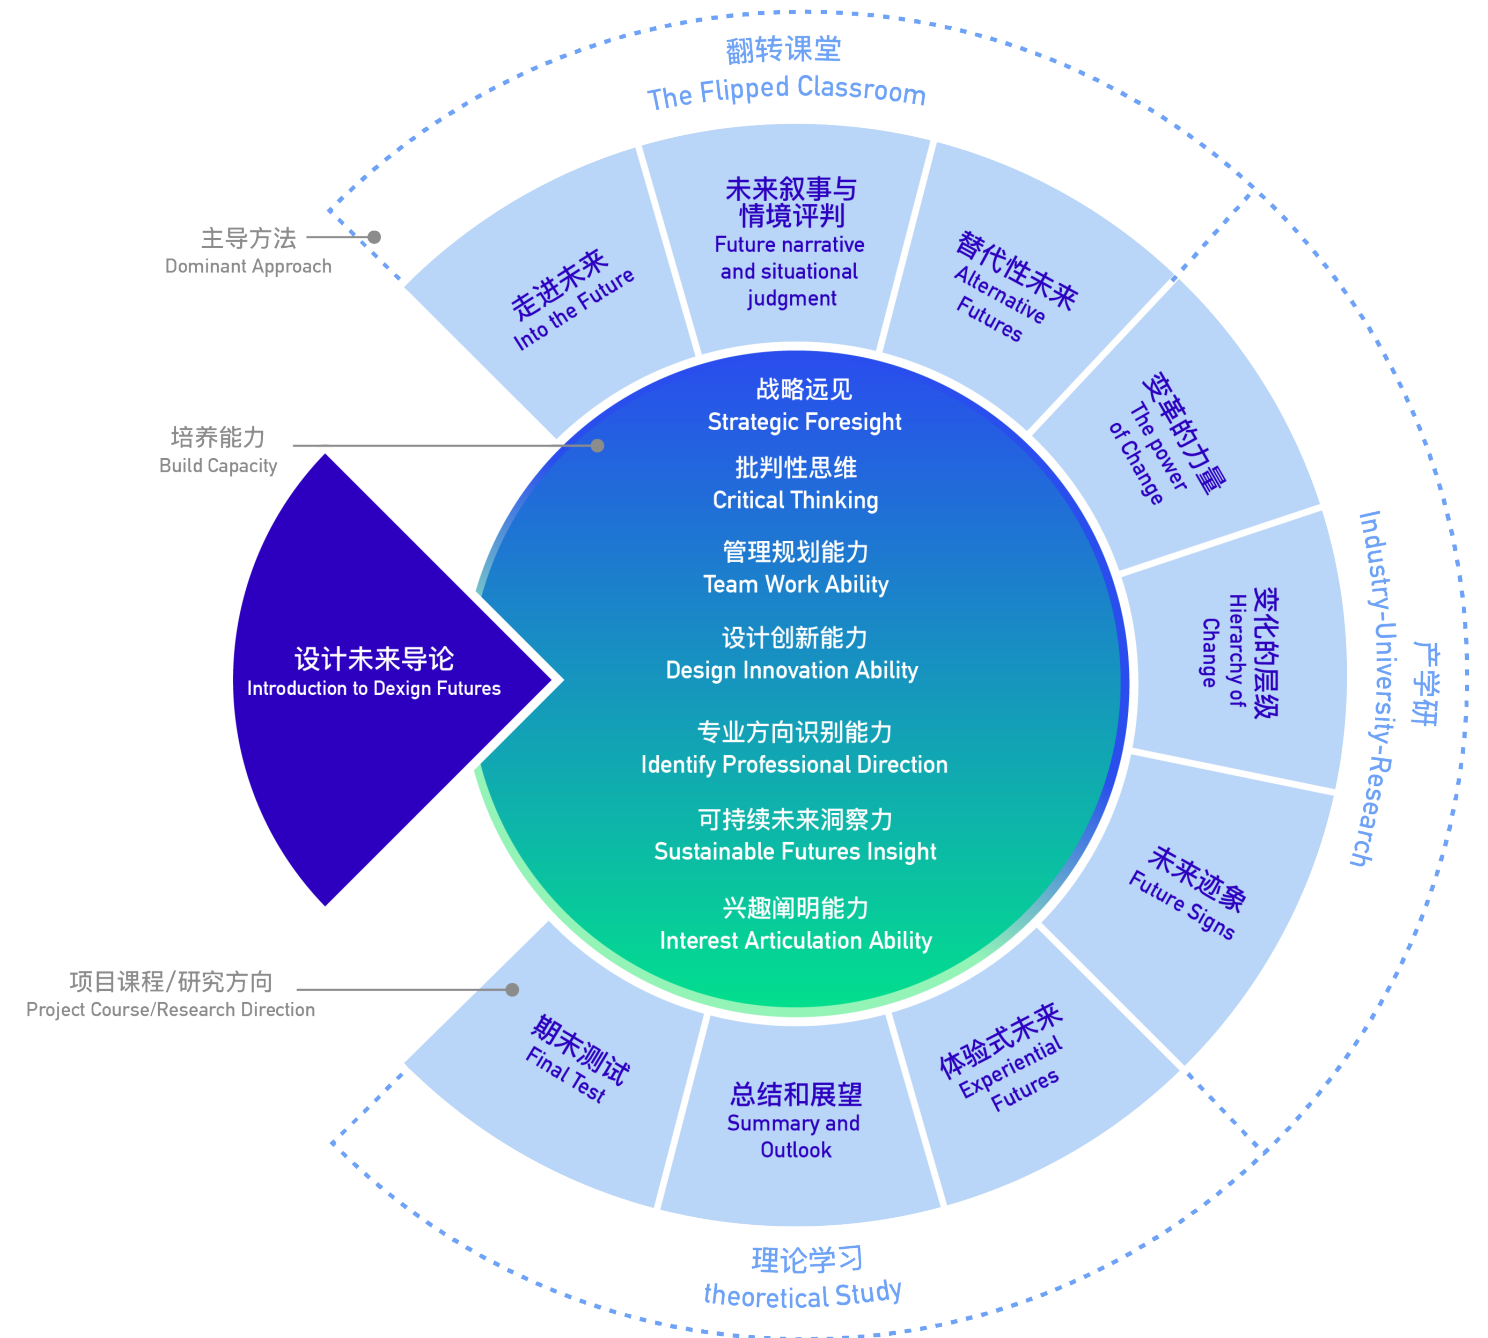 翻转课堂
The Flipped Classroom
主导方法
Dominant Approach
走进未来
Into the Future
未来叙事与
情境评判
Future narrative
and situational
judgment
替代性未来
Alternative
Futures
变革的力量
The power
of Change
变化的层级
Hierarchy of
Change
产学研
Industry-University-Research
未来迹象
Future Signs
体验式未来
Experiential
Futures
总结和展望
Summary and
Outlook
期末测试
Final Test
理论学习
theoretical Study
培养能力
Build Capacity
战略远见
Strategic Foresight
批判性思维
Critical Thinking
管理规划能力
Team Work Ability
设计创新能力
Design Innovation Ability
专业方向识别能力
Identify Professional Direction
可持续未来洞察力
Sustainable Futures Insight
兴趣阐明能力
Interest Articulation Ability
设计未来导论
Introduction to Dexign Futures
项目课程/研究方向
Project Course/Research Direction